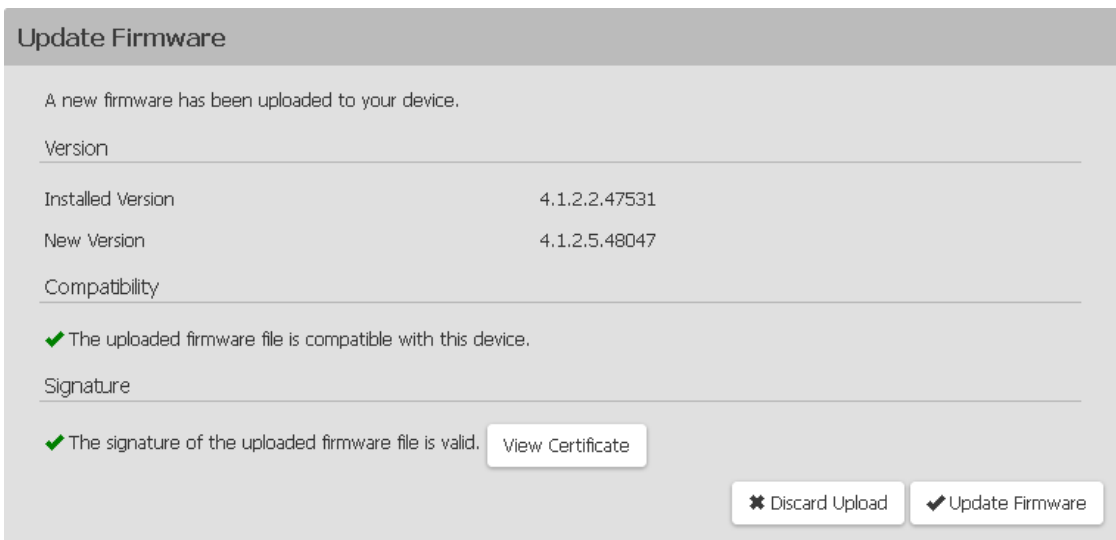 Update Firmware
A new firmware has been uploaded to your device.
Version
Installed Version 4.1.2.2.47531
New Version 4.1.2.5.48047
Compatibility
The uploaded firmware file is compatible with this device.
Signature
The signature of the uploaded firmware file is valid. View Certificate
Discard Upload Update Firmware